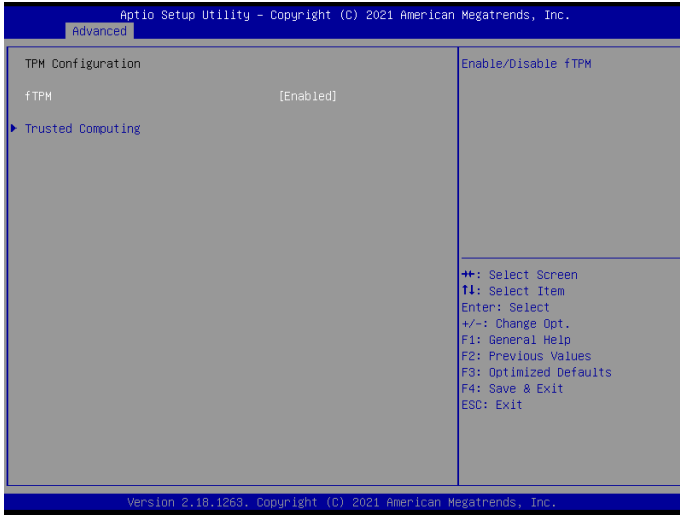 Aptio Setup Utility – Copyright (C) 2021 American Megatrends, Inc.
Advanced
TPM Configuration
fTPM [Enabled]
Trusted Computing
Enable/Disable fTPM
→←: Select Screen
↑↓: Select Item
Enter: Select
+/-: Change Opt.
F1: General Help
F2: Previous Values
F3: Optimized Defaults
F4: Save & Exit
ESC: Exit
Version 2.18.1263. Copyright (C) 2021 American Megatrends, Inc.